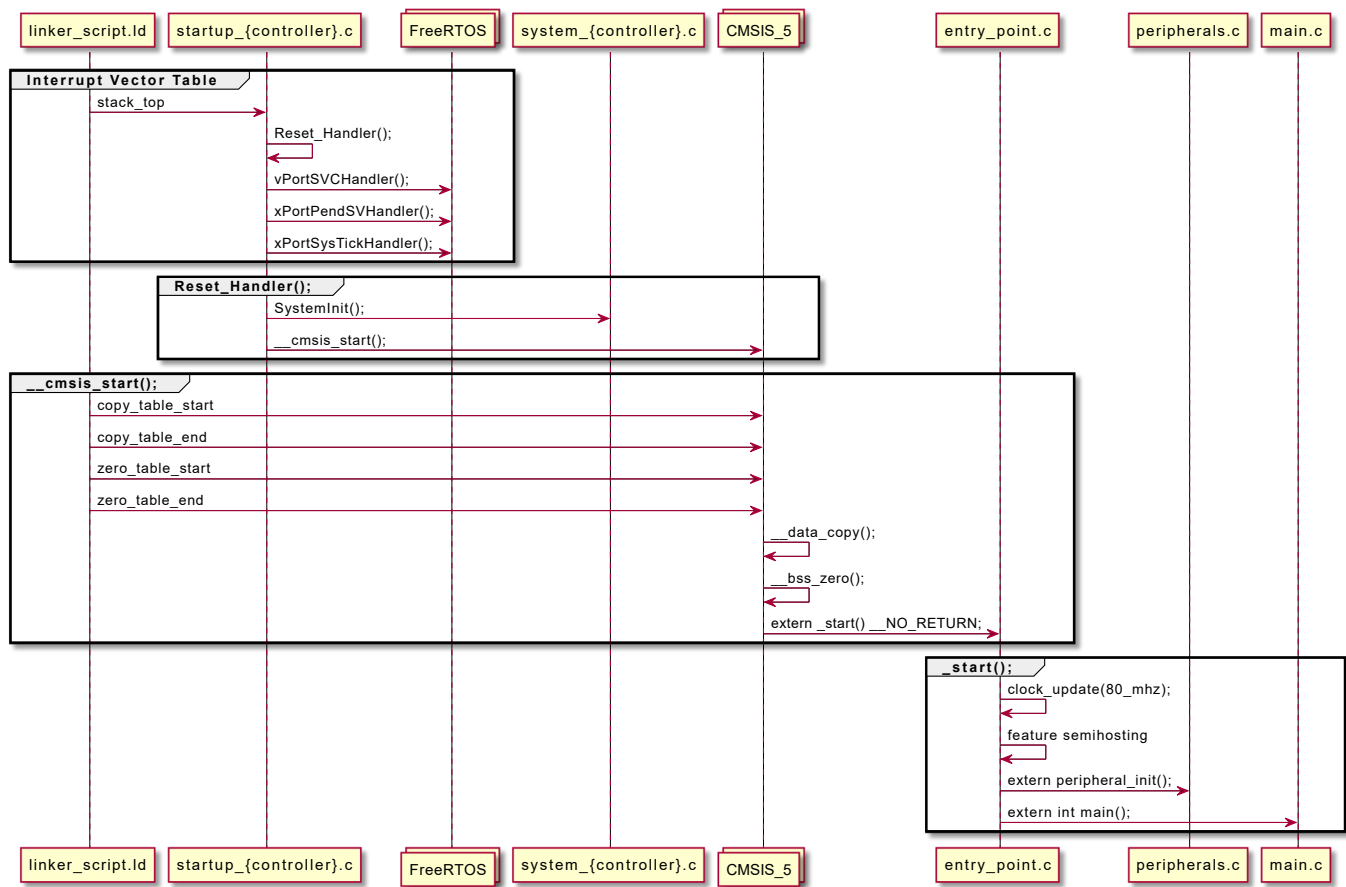 linker_script.ld
startup_{controller}.c
FreeRTOS
system_{controller}.c
CMSIS_5
entry_point.c
peripherals.c
main.c
Interrupt Vector Table
stack_top
Reset_Handler();
vPortSVCHandler();
xPortPendSVHandler();
xPortSysTickHandler();
Reset_Handler();
SystemInit();
__cmsis_start();
__cmsis_start();
copy_table_start
copy_table_end
zero_table_start
zero_table_end
__data_copy();
__bss_zero();
extern _start() __NO_RETURN;
_start();
clock_update(80_mhz);
feature semihosting
extern peripheral_init();
extern int main();
linker_script.ld
startup_{controller}.c
FreeRTOS
system_{controller}.c
CMSIS_5
entry_point.c
peripherals.c
main.c